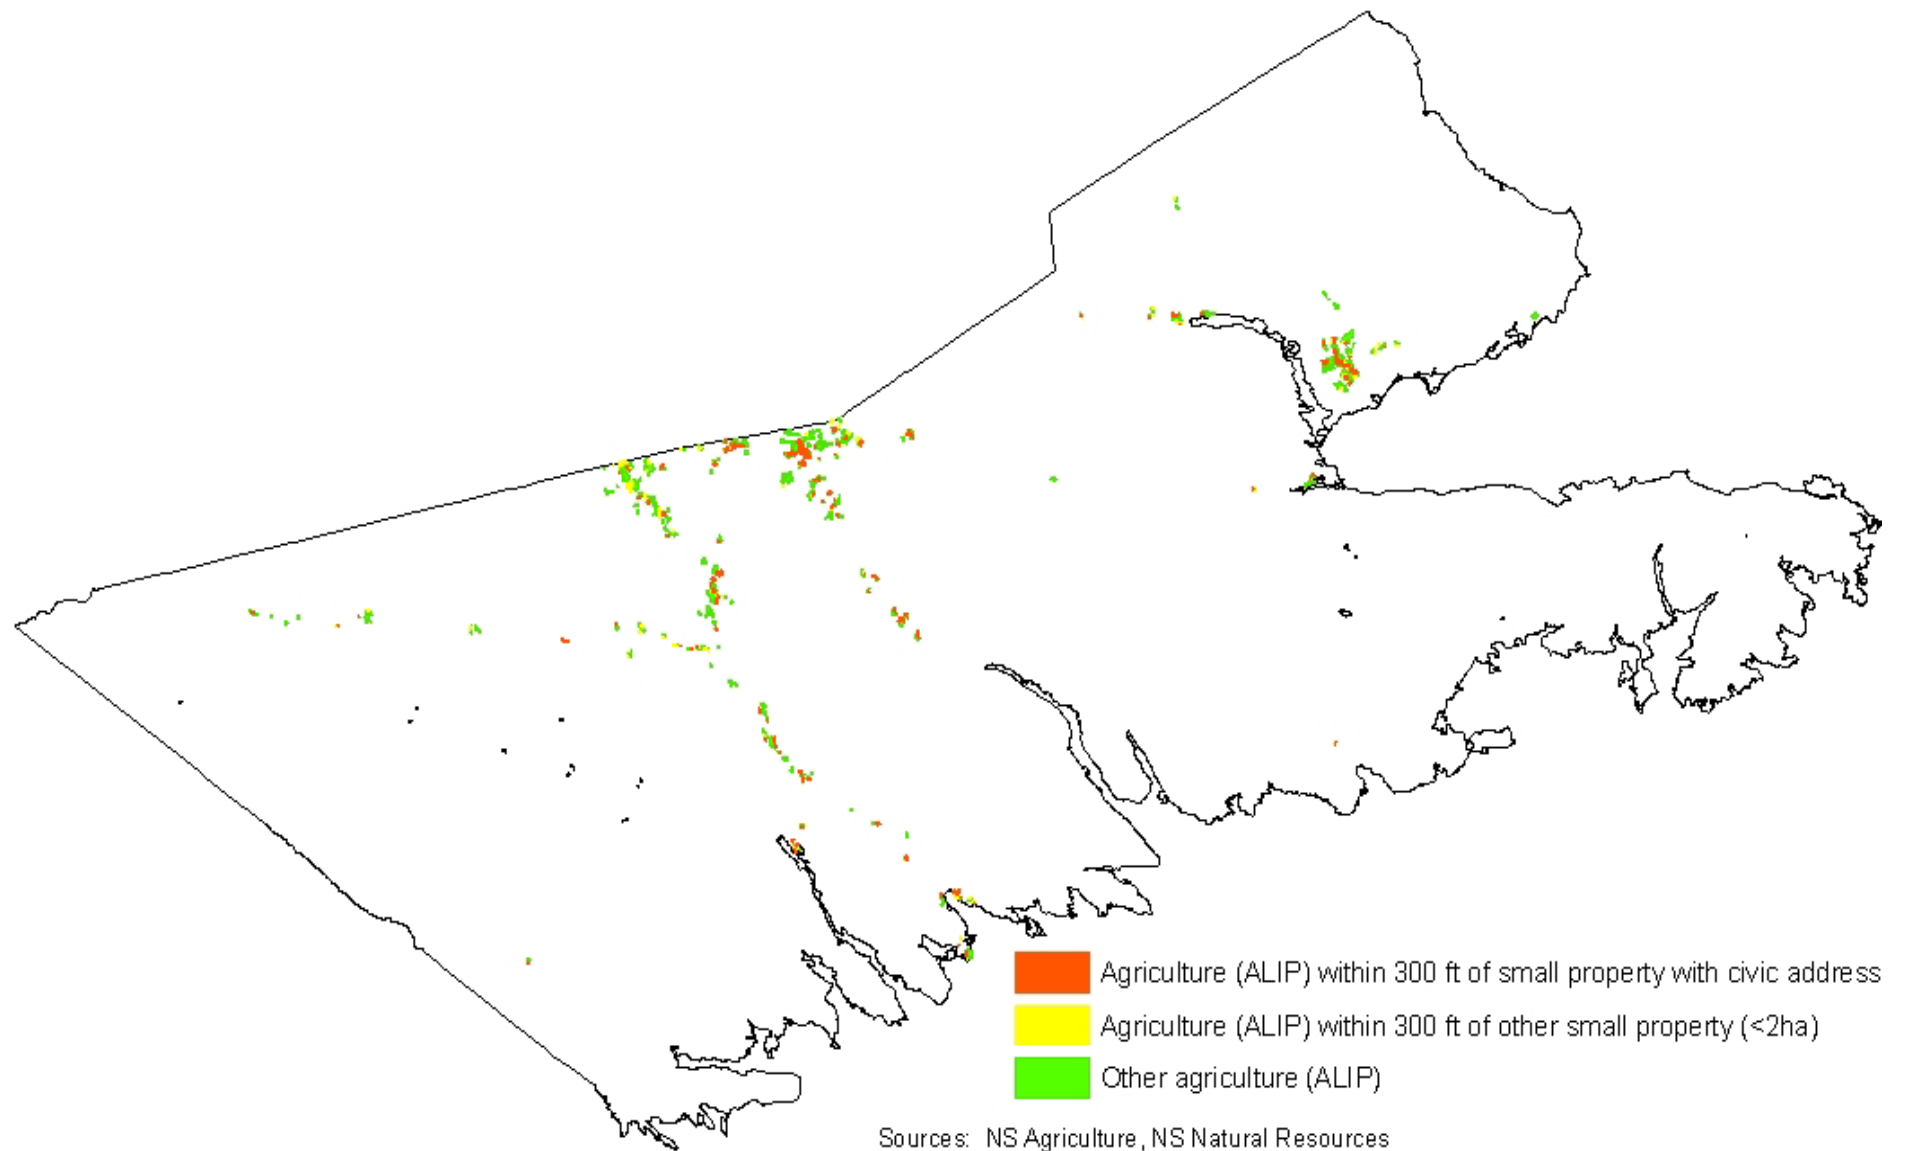 Agriculture (ALIP) within 300 ft of small property with civic address
Agriculture (ALIP) within 300 ft of other small property (<2ha)
Other agriculture (ALIP)
Sources: NS Agriculture, NS Natural Resources